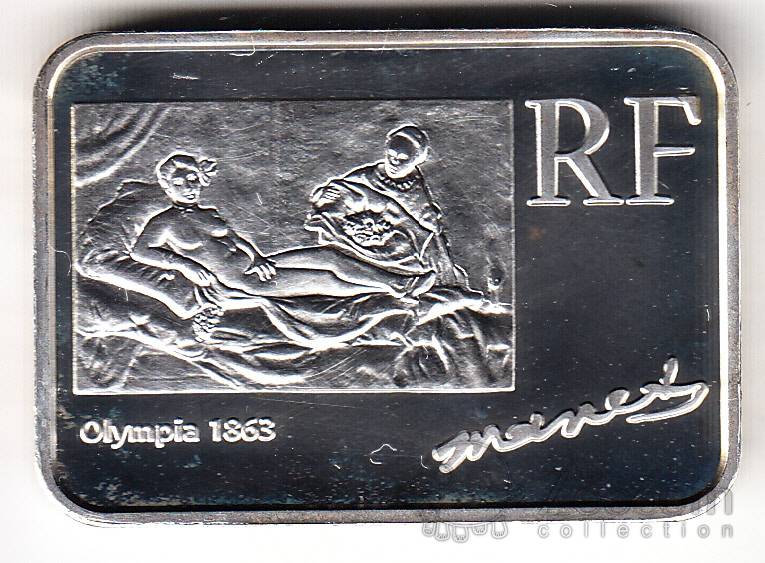 RF
Olympia 1863
manet
collection